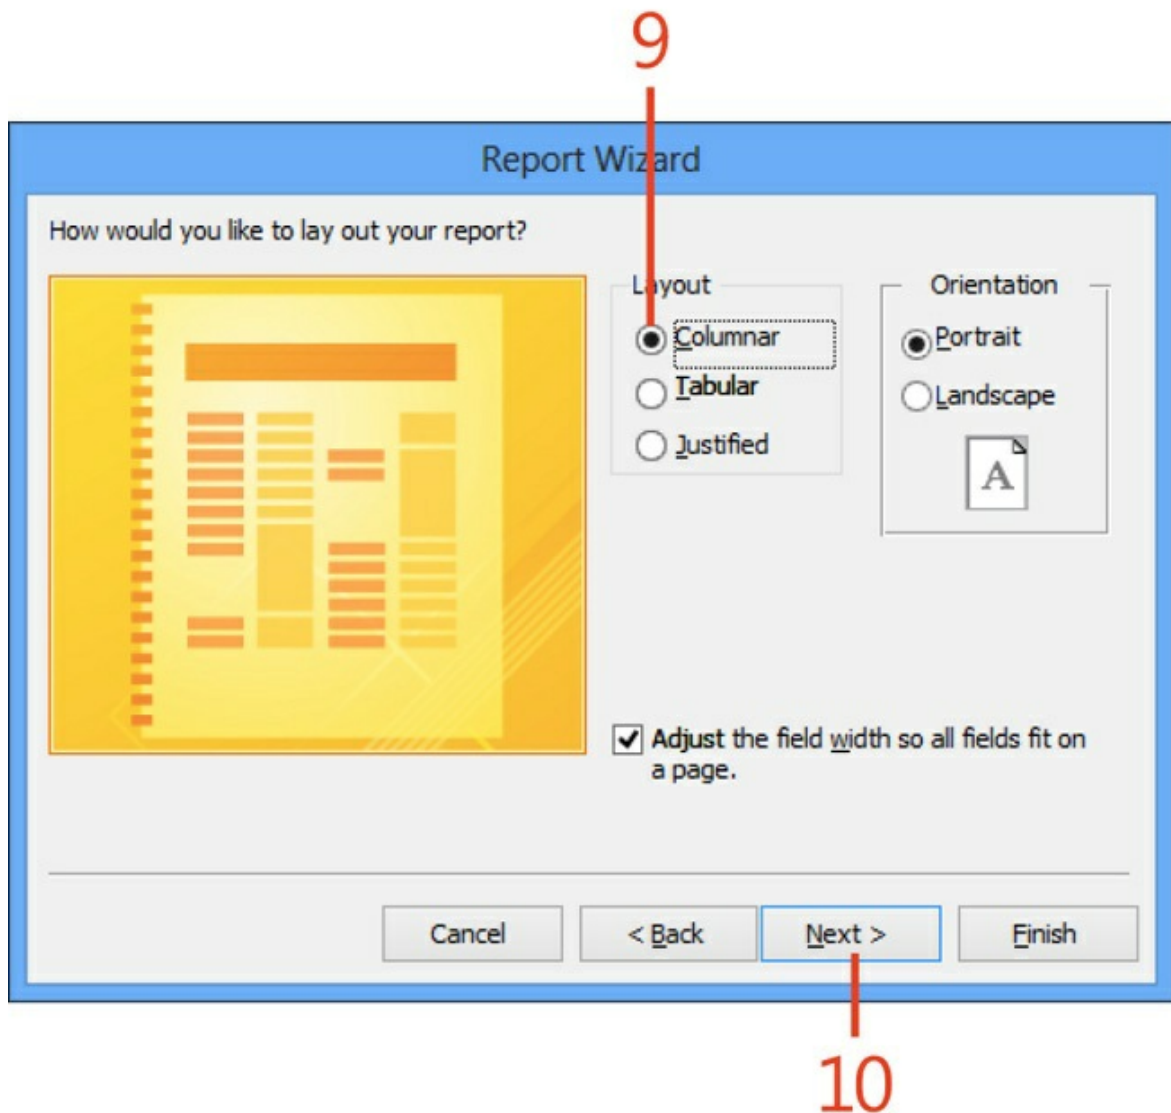 9
Report Wizard
How would you like to lay out your report?
Layout
Columnar
Tabular
Justified
Orientation
Portrait
Landscape
A
Adjust the field width so all fields fit on
a page.
Cancel
< Back
Next >
Finish
10